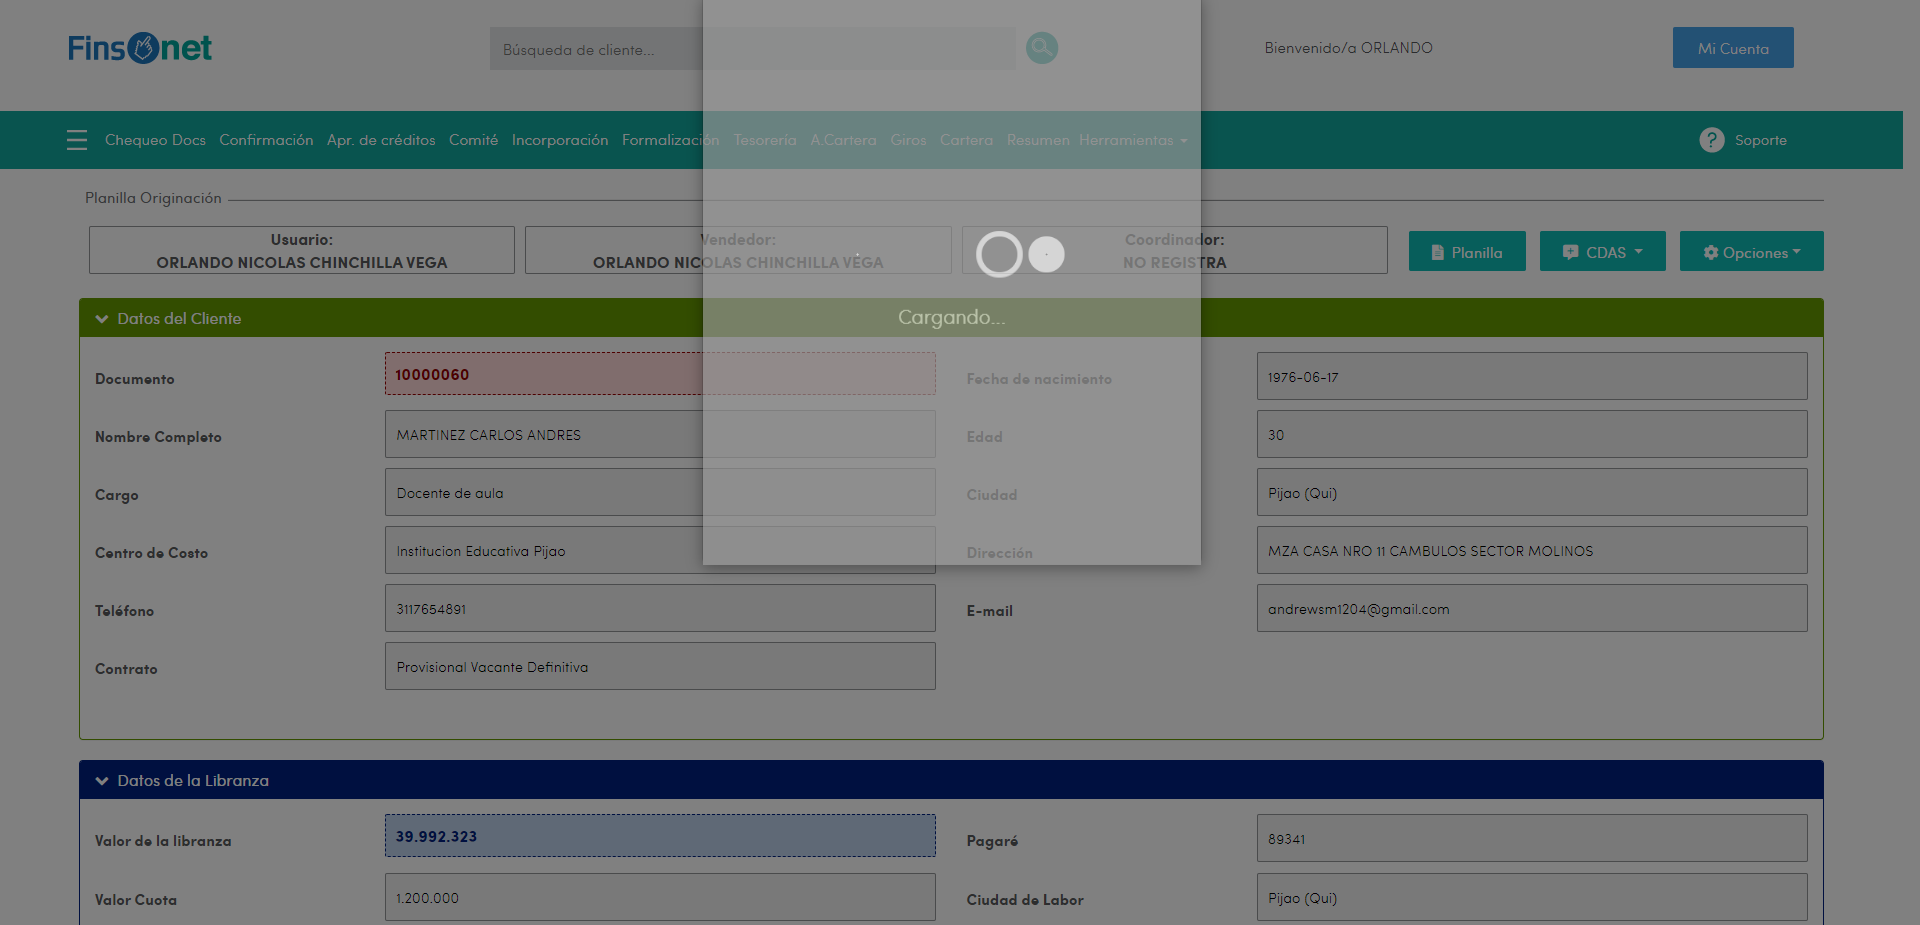 Finsonet
Búsqueda de cliente...
Bienvenido/a ORLANDO
Mi Cuenta
Chequeo Docs Confirmación Apr. de créditos Comité Incorporación Formalización Tesorería A.Cartera Giros Cartera Resumen Herramientas
? Soporte
Planilla Originación
Usuario:
ORLANDO NICOLAS CHINCHILLA VEGA
Vendedor:
ORLANDO NICOLAS CHINCHILLA VEGA
Coordinador:
NO REGISTRA
Planilla
CDAS
Opciones
Cargando...
Datos del Cliente
Documento 10000060 Fecha de nacimiento 1976-06-17
Nombre Completo MARTINEZ CARLOS ANDRES Edad 30
Cargo Docente de aula Ciudad Pijao (Qui)
Centro de Costo Institucion Educativa Pijao Dirección MZA CASA NRO 11 CAMBULOS SECTOR MOLINOS
Teléfono 3117654891 E-mail andrewsm1204@gmail.com
Contrato Provisional Vacante Definitiva
Datos de la Libranza
Valor de la libranza 39.992.323 Pagaré 89341
Valor Cuota 1.200.000 Ciudad de Labor Pijao (Qui)